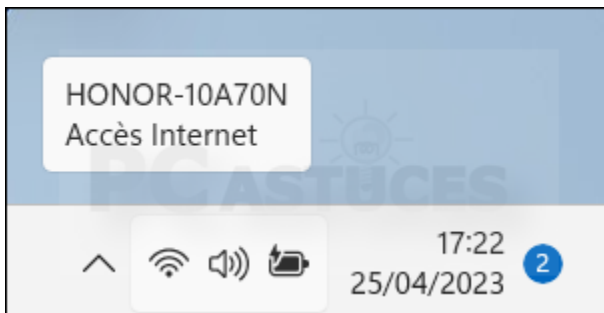 HONOR-10A70N
Accès Internet
PC ASTUCES
17:22
25/04/2023
2